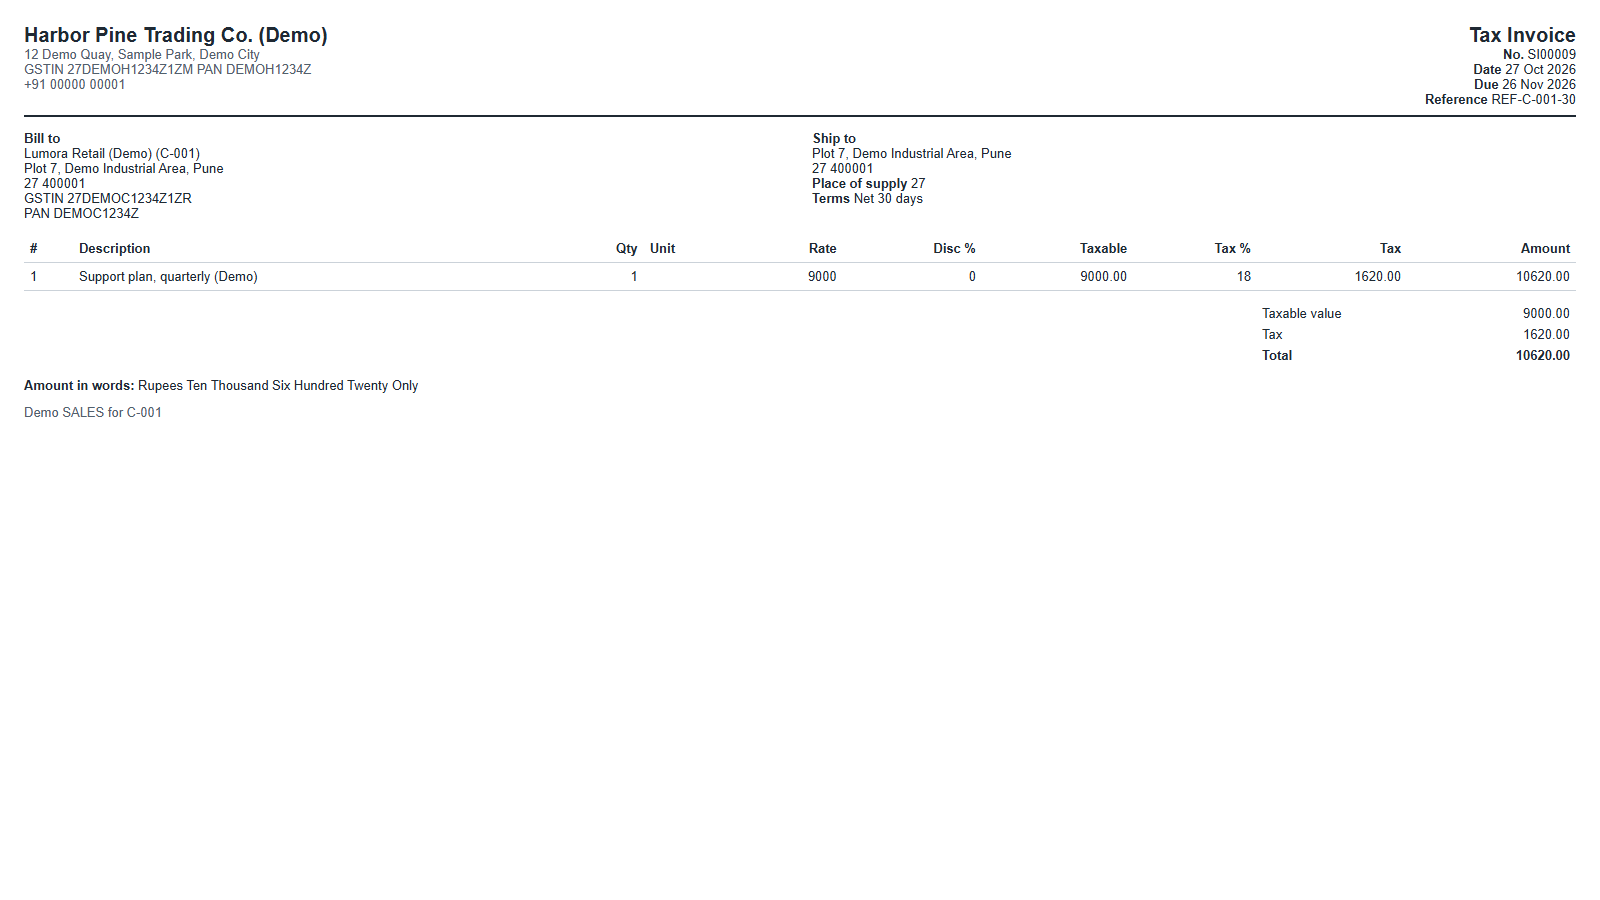 Harbor Pine Trading Co. (Demo)
12 Demo Quay, Sample Park, Demo City
GSTIN 27DEMOH1234Z1ZM PAN DEMOH1234Z
+91 00000 00001
Tax Invoice
No. SI00009
Date 27 Oct 2026
Due 26 Nov 2026
Reference REF-C-001-30
Bill to
Lumora Retail (Demo) (C-001)
Plot 7, Demo Industrial Area, Pune
27 400001
GSTIN 27DEMOC1234Z1ZR
PAN DEMOC1234Z
Ship to
Plot 7, Demo Industrial Area, Pune
27 400001
Place of supply 27
Terms Net 30 days
# Description Qty Unit Rate Disc % Taxable Tax % Tax Amount
1 Support plan, quarterly (Demo) 1 9000 0 9000.00 18 1620.00 10620.00
Taxable value 9000.00
Tax 1620.00
Total 10620.00
Amount in words: Rupees Ten Thousand Six Hundred Twenty Only
Demo SALES for C-001